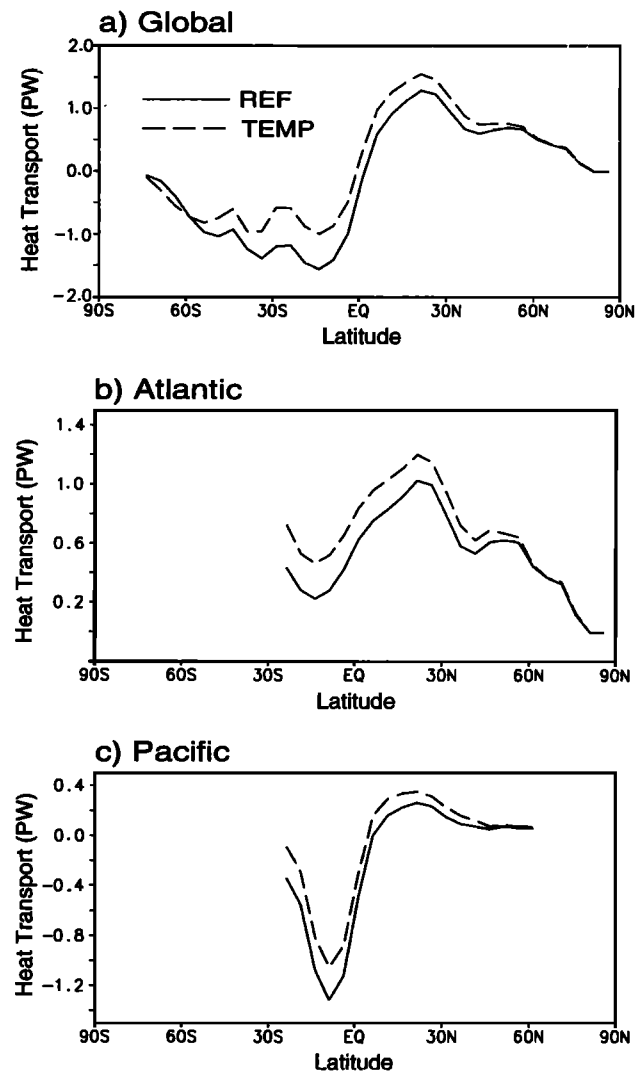 a) Global
Heat Transport (PW)
2.0
1.0
0.0
-1.0
-2.0
REF
TEMP
90S 60S 30S EQ 30N 60N 90N
Latitude
b) Atlantic
Heat Transport (PW)
1.4
1.0
0.6
0.2
90S 60S 30S EQ 30N 60N 90N
Latitude
c) Pacific
Heat Transport (PW)
0.4
0.0
-0.4
-0.8
-1.2
90S 60S 30S EQ 30N 60N 90N
Latitude